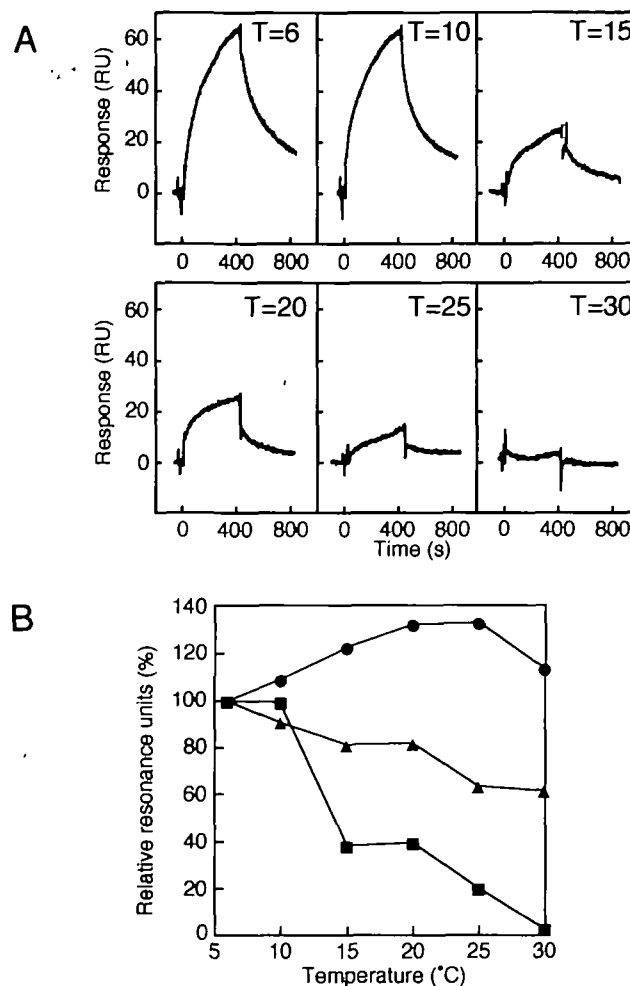 A
T=6
T=10
T=15
Response (RU)
60
40
20
0
0 400 800
0 400 800
0 400 800
T=20
T=25
T=30
Response (RU)
60
40
20
0
0 400 800
0 400 800
0 400 800
Time (s)
B
Relative resonance units (%)
140
120
100
80
60
40
20
0
5 10 15 20 25 30
Temperature (°C)